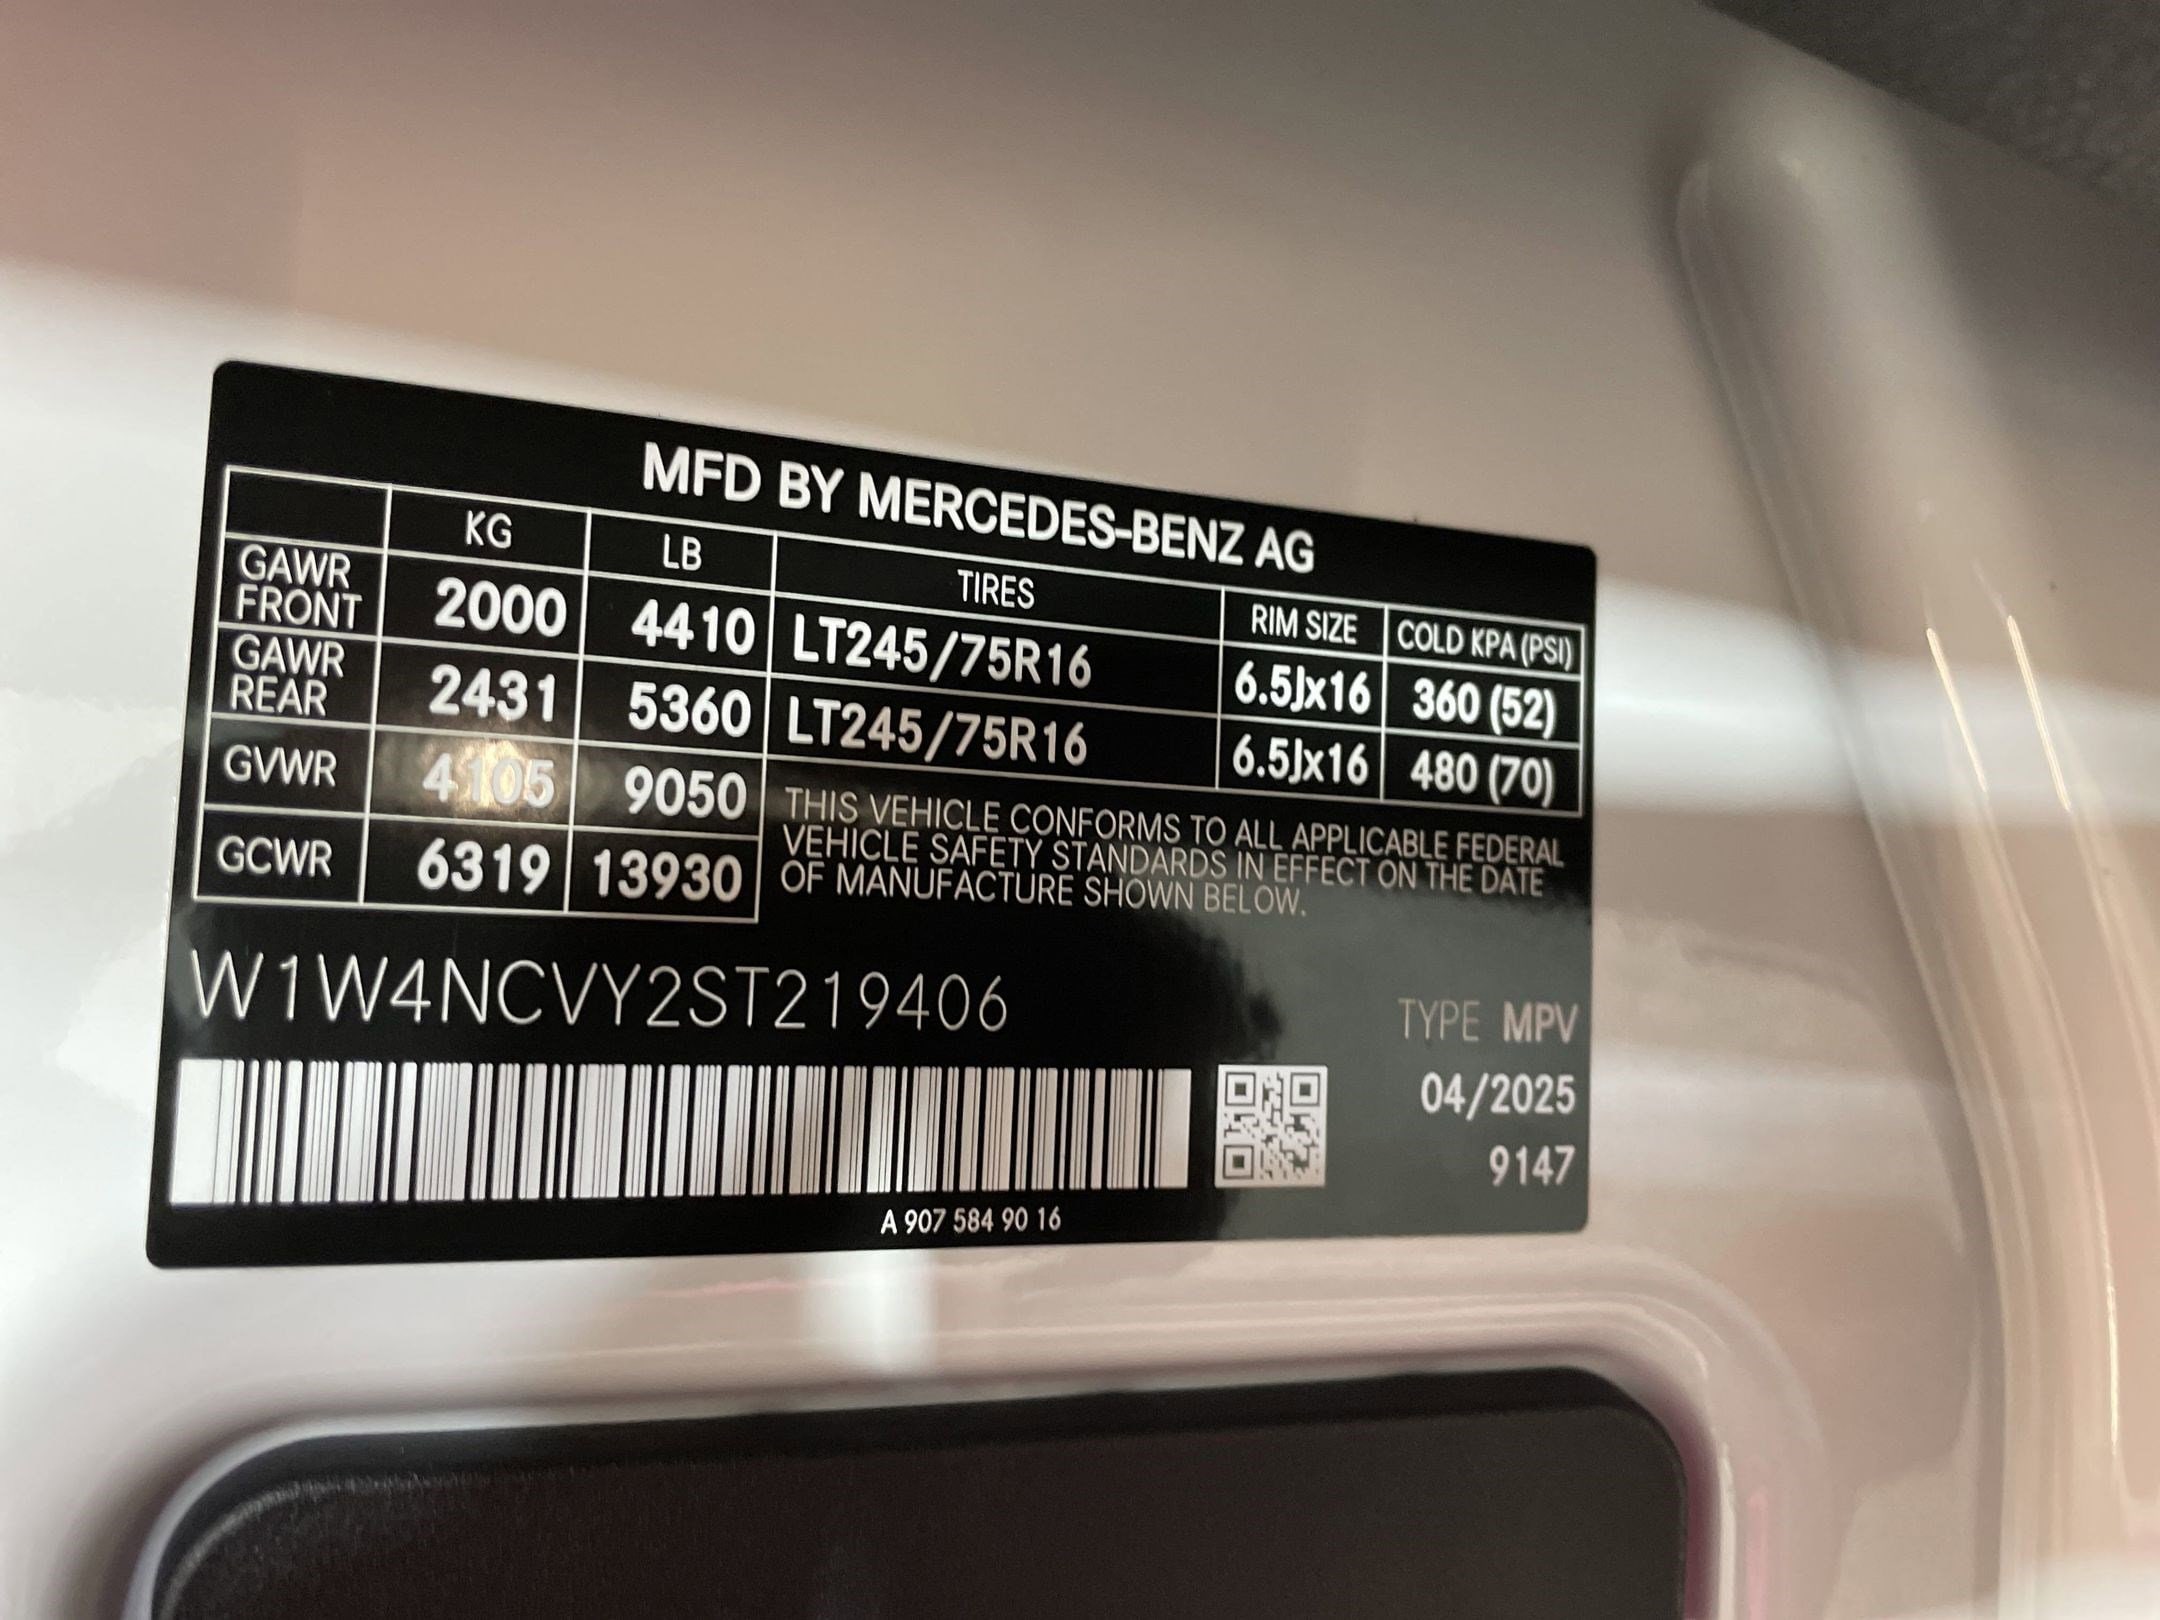 MFD BY MERCEDES-BENZ AG
KG LB TIRES RIM SIZE COLD KPA (PSI)
GAWR FRONT 2000 4410 LT245/75R16 6.5Jx16 360 (52)
GAWR REAR 2431 5360 LT245/75R16 6.5Jx16 480 (70)
GVWR 4105 9050
GCWR 6319 13930
THIS VEHICLE CONFORMS TO ALL APPLICABLE FEDERAL
VEHICLE SAFETY STANDARDS IN EFFECT ON THE DATE
OF MANUFACTURE SHOWN BELOW.
W1W4NCVY2ST219406
TYPE MPV
04/2025
9147
A 907 584 90 16